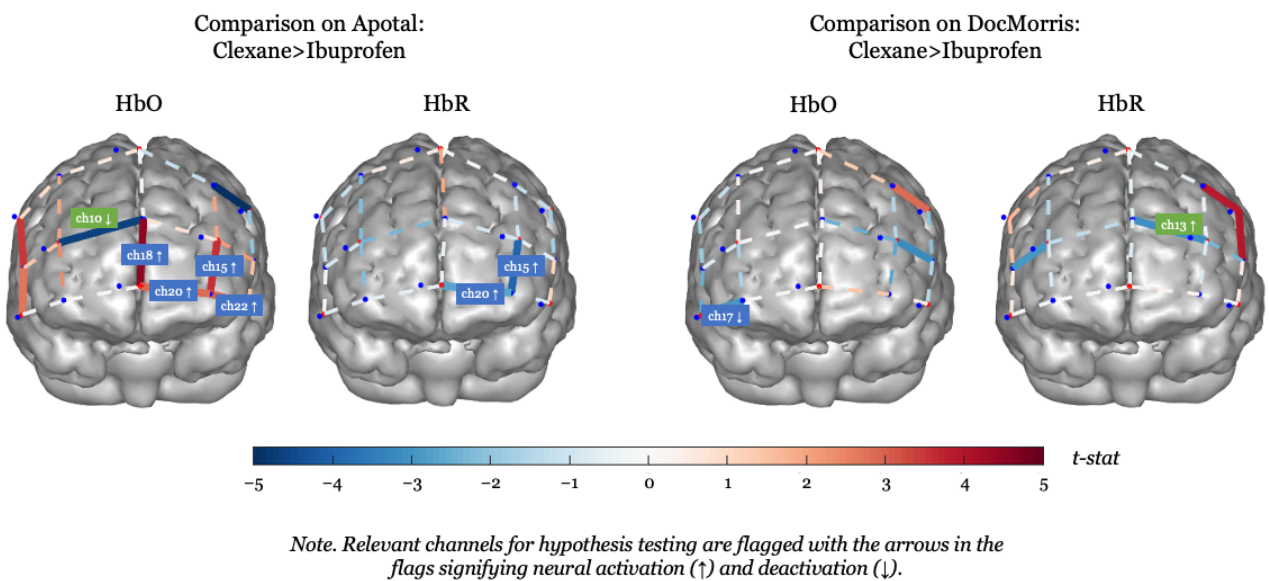 Comparison on Apotal:
Clexane>Ibuprofen
Comparison on DocMorris:
Clexane>Ibuprofen
HbO
HbR
HbO
HbR
ch10 ↓
ch18 ↑
ch15 ↑
ch20 ↑
ch22 ↑
ch15 ↑
ch20 ↑
ch17 ↓
ch13 ↑
−5 −4 −3 −2 −1 0 1 2 3 4 5
t-stat
Note. Relevant channels for hypothesis testing are flagged with the arrows in the
flags signifying neural activation (↑) and deactivation (↓).